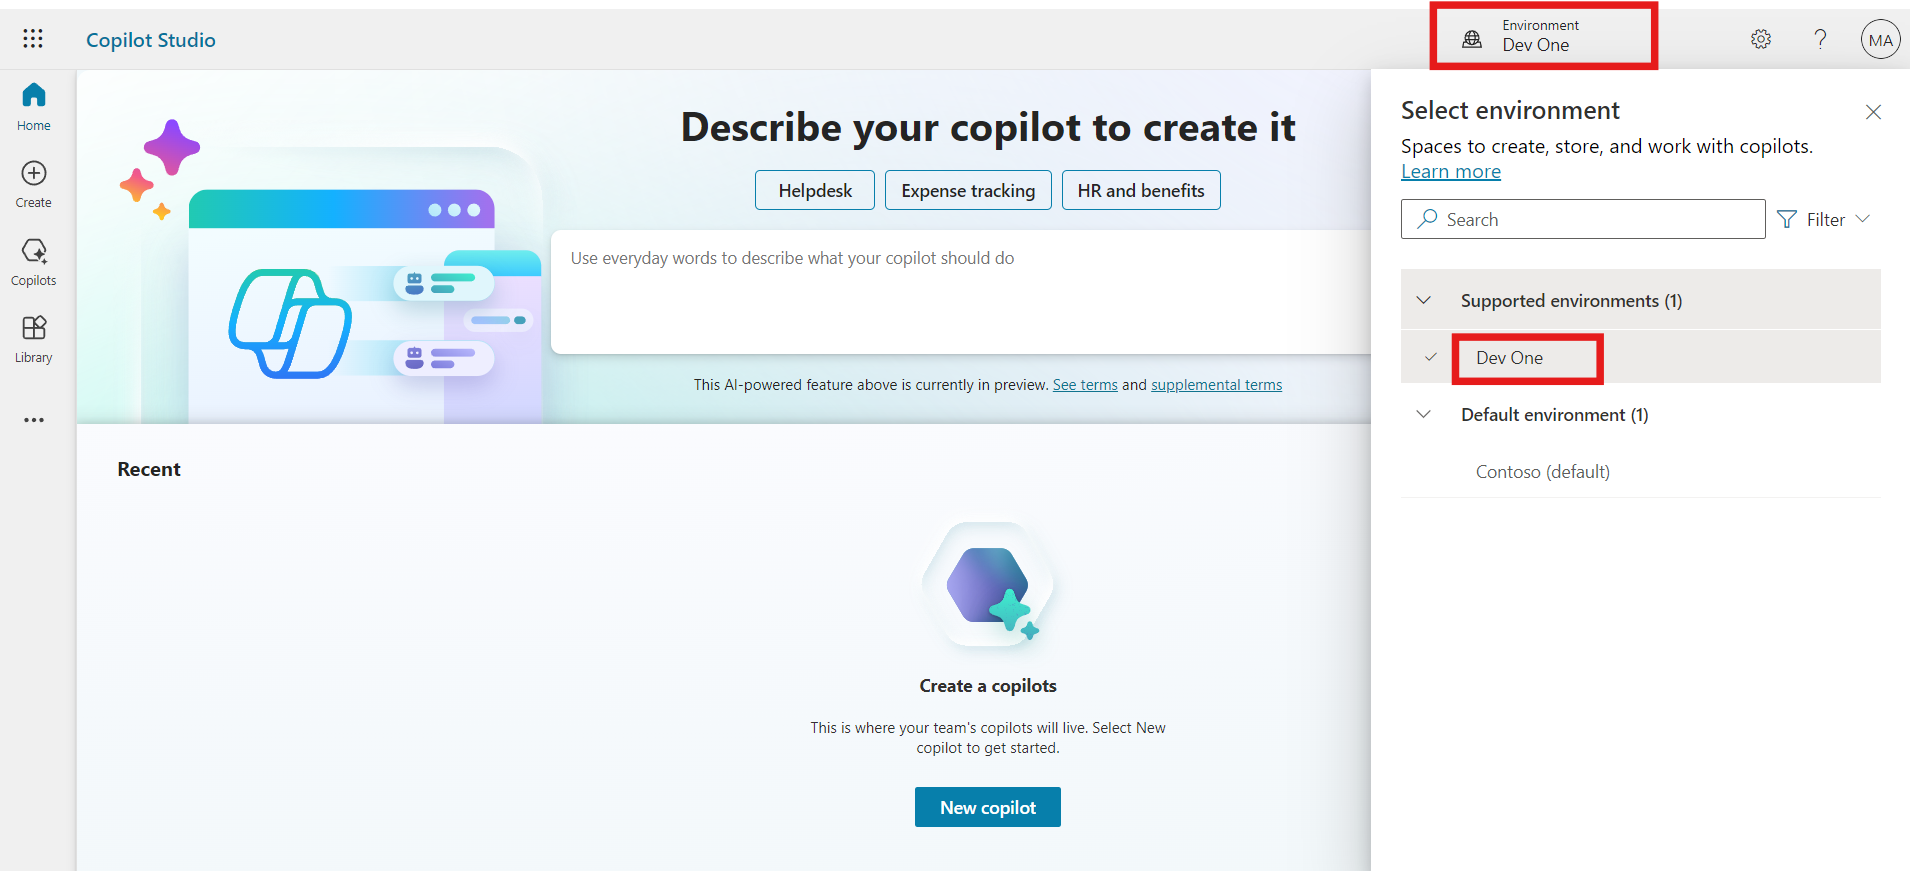 Copilot Studio
Environment
Dev One
MA
Home
Create
Copilots
Library
Describe your copilot to create it
Helpdesk
Expense tracking
HR and benefits
Use everyday words to describe what your copilot should do
This AI-powered feature above is currently in preview. See terms and supplemental terms
Recent
Create a copilots
This is where your team's copilots will live. Select New
copilot to get started.
New copilot
Select environment
Spaces to create, store, and work with copilots.
Learn more
Search
Filter
Supported environments (1)
Dev One
Default environment (1)
Contoso (default)